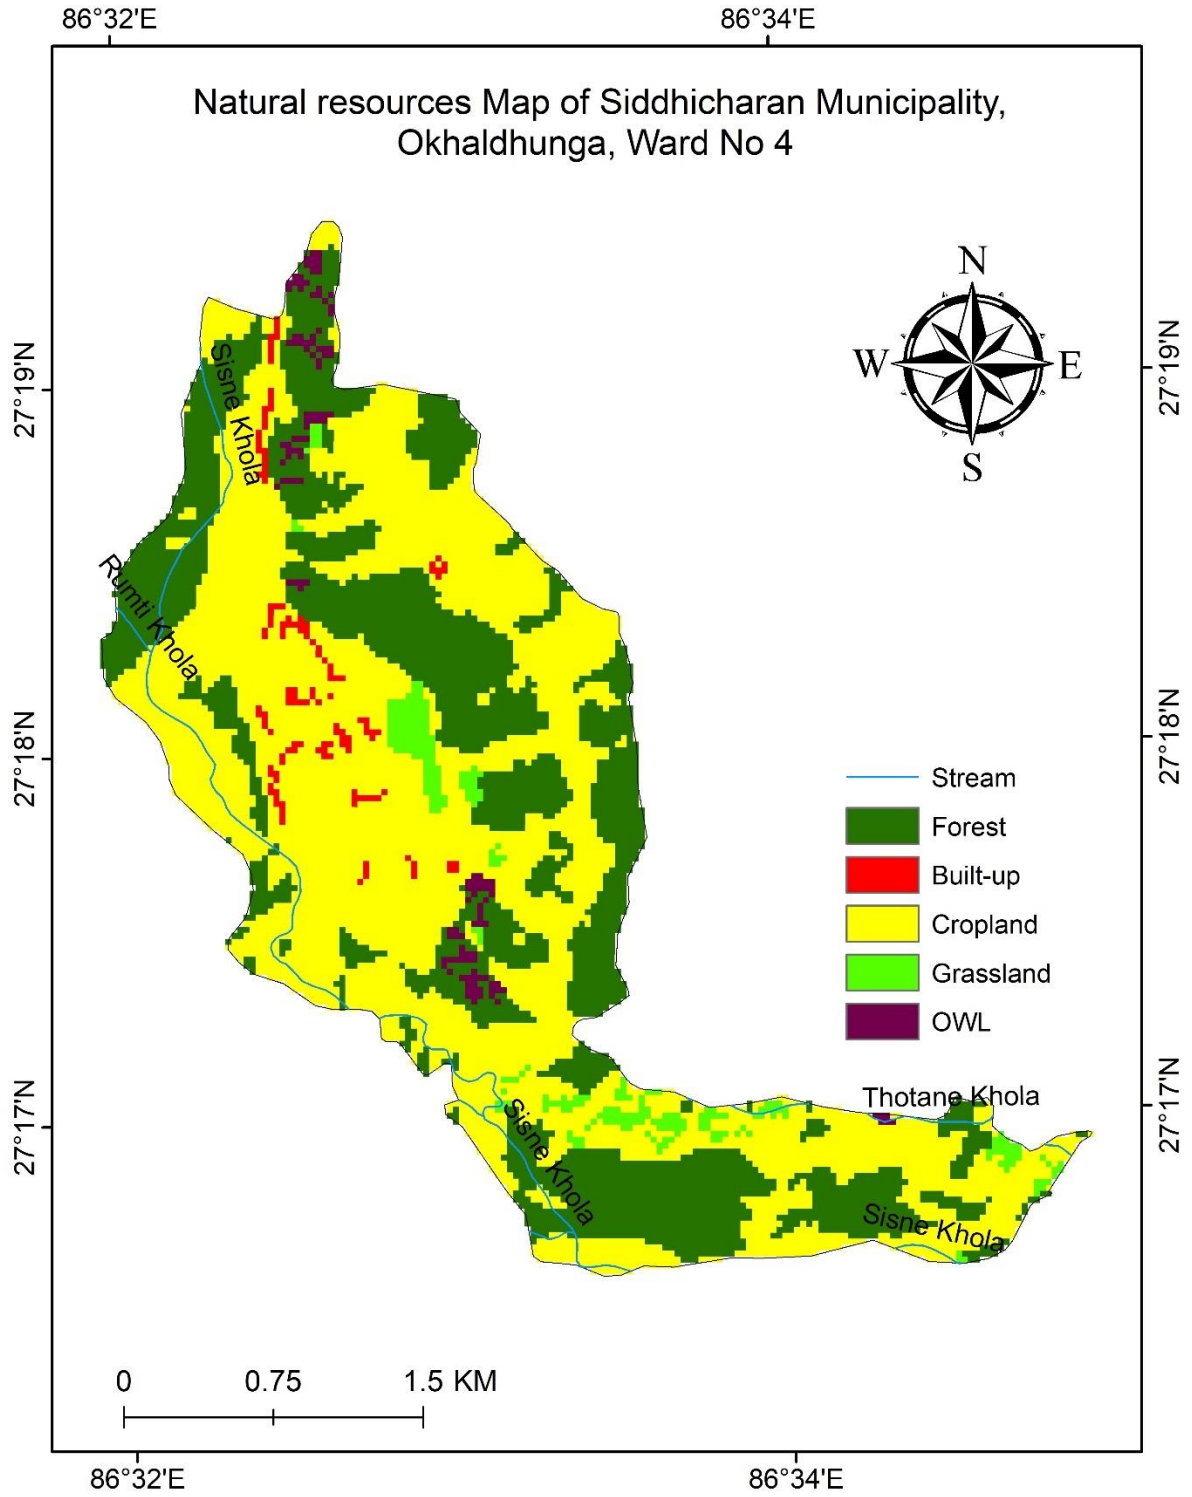 86°32'E
86°34'E
Natural resources Map of Siddhicharan Municipality,
Okhaldhunga, Ward No 4
N
W
E
S
27°19'N
27°19'N
Sisne Khola
Rumti Khola
27°18'N
27°18'N
Stream
Forest
Built-up
Cropland
Grassland
OWL
Thotane Khola
27°17'N
27°17'N
Sisne Khola
Sisne Khola
0 0.75 1.5 KM
86°32'E
86°34'E